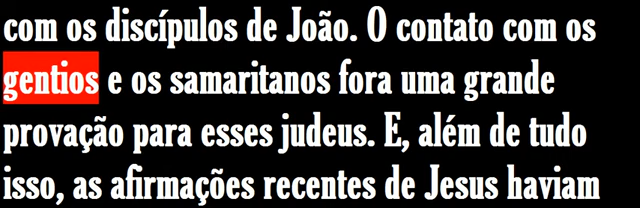 com os discípulos de João. O contato com os
gentios e os samaritanos fora uma grande
provação para esses judeus. E, além de tudo
isso, as afirmações recentes de Jesus haviam